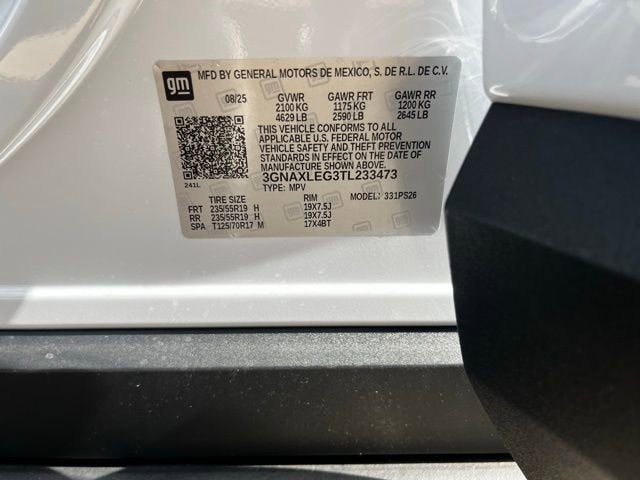 gm MFD BY GENERAL MOTORS DE MEXICO, S. DE R.L. DE C.V.
08/25 GVWR GAWR FRT GAWR RR
2100 KG 1175 KG 1200 KG
4629 LB 2590 LB 2645 LB
THIS VEHICLE CONFORMS TO ALL
APPLICABLE U.S. FEDERAL MOTOR
VEHICLE SAFETY AND THEFT PREVENTION
STANDARDS IN EFFECT ON THE DATE OF
MANUFACTURE SHOWN ABOVE.
3GNAXLEG3TL233473
241L TYPE: MPV MODEL: 331PS26
TIRE SIZE RIM
FRT 235/55R19 H 19X7.5J
RR 235/55R19 H 19X7.5J
SPA T125/70R17 M 17X4BT